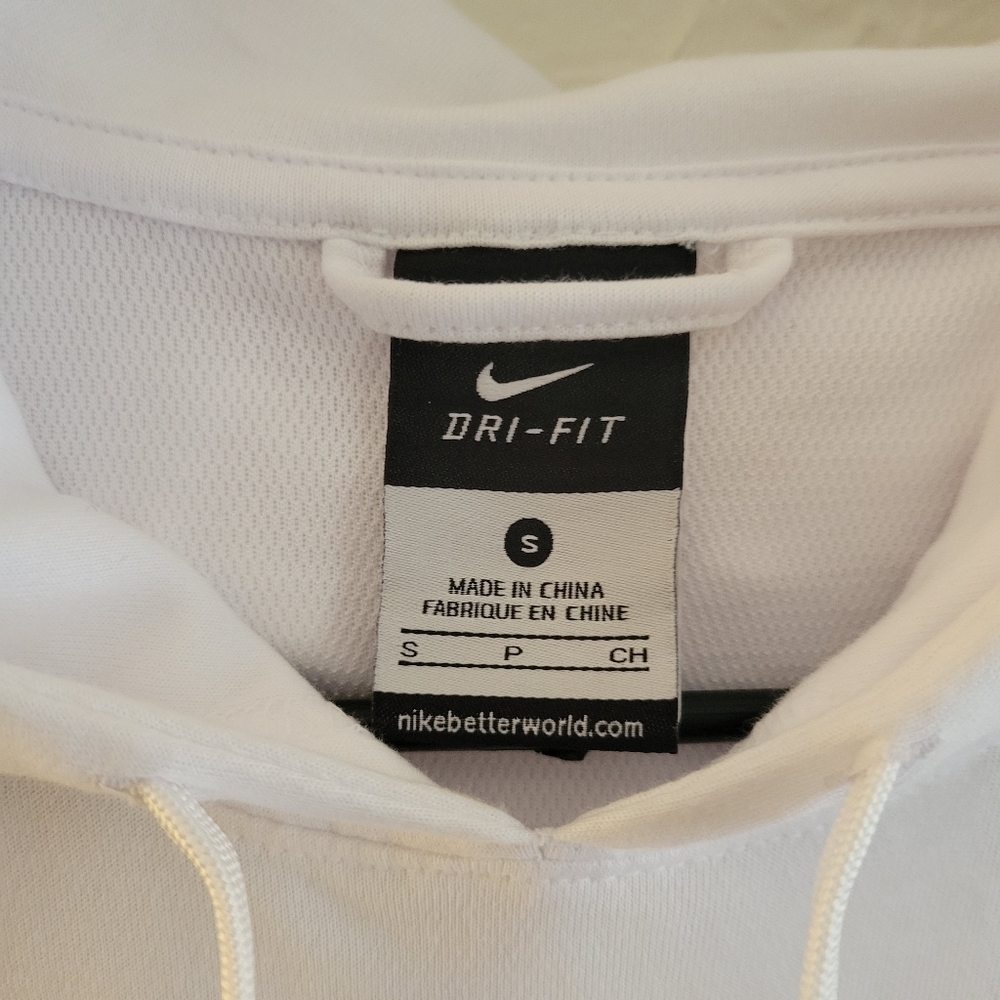 DRI-FIT
S
MADE IN CHINA
FABRIQUE EN CHINE
S P CH
nikebetterworld.com